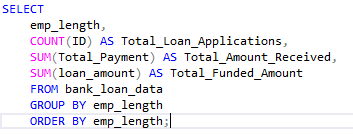 SELECT
emp_length,
COUNT(ID) AS Total_Loan_Applications,
SUM(Total_Payment) AS Total_Amount_Received,
SUM(loan_amount) AS Total_Funded_Amount
FROM bank_loan_data
GROUP BY emp_length
ORDER BY emp_length;